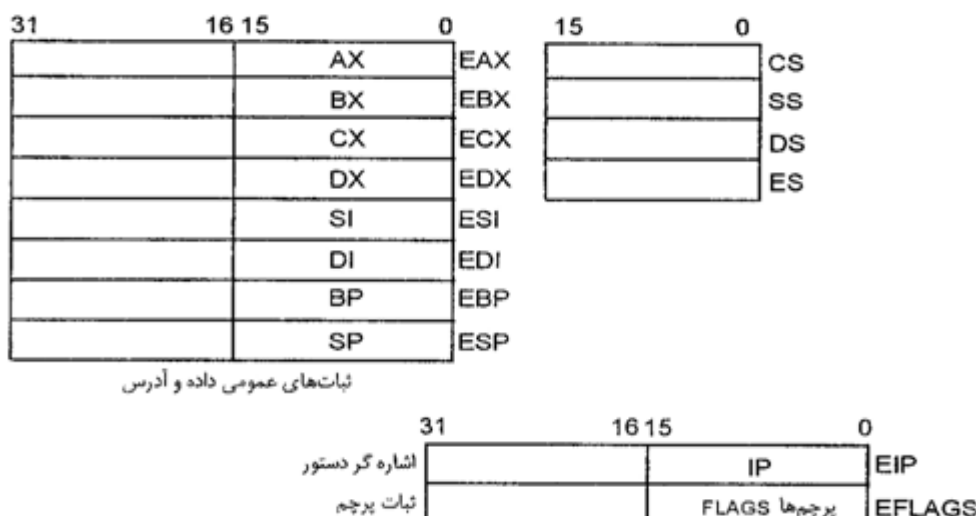 31 16 15 0
AX EAX
BX EBX
CX ECX
DX EDX
SI ESI
DI EDI
BP EBP
SP ESP
ثبات‌های عمومی داده و آدرس
15 0
CS
SS
DS
ES
31 16 15 0
اشاره گر دستور IP EIP
ثبات پرچم پرچم‌ها FLAGS EFLAGS